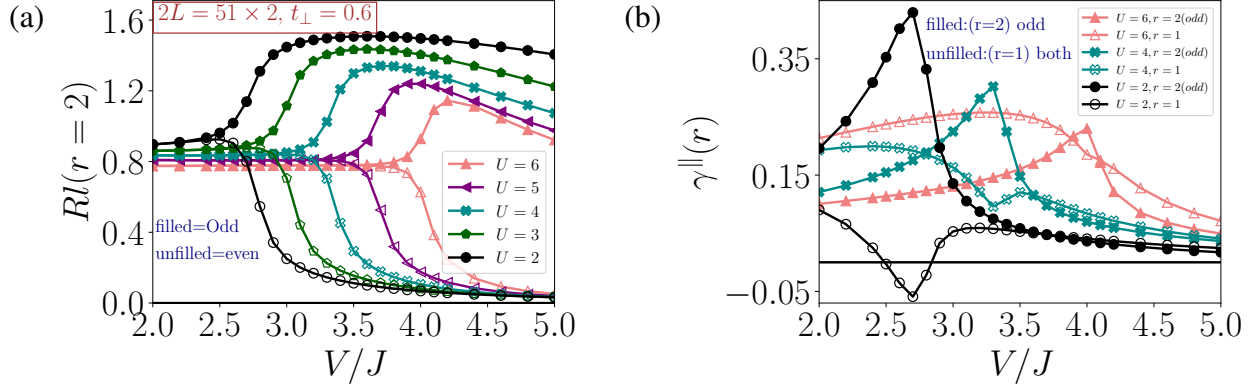 (a)
2L = 51 × 2, t⊥ = 0.6
Rl(r = 2)
1.6
1.2
0.8
0.4
0.0
filled=Odd
unfilled=even
U = 6
U = 5
U = 4
U = 3
U = 2
2.0 2.5 3.0 3.5 4.0 4.5 5.0
V/J
(b)
γ^∥(r)
0.35
0.15
−0.05
filled:(r=2) odd
unfilled:(r=1) both
U = 6, r = 2(odd)
U = 6, r = 1
U = 4, r = 2(odd)
U = 4, r = 1
U = 2, r = 2(odd)
U = 2, r = 1
2.0 2.5 3.0 3.5 4.0 4.5 5.0
V/J